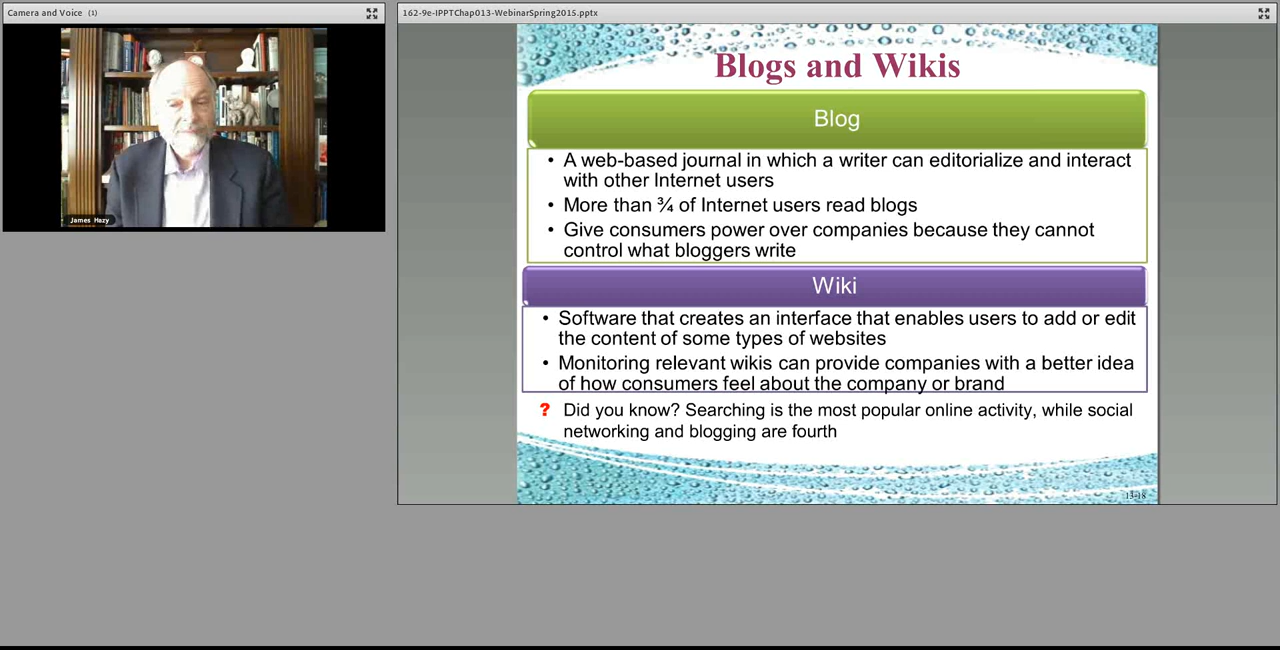 Camera and Voice (1)
James Hazy
162-9e-IPPTChap013-WebinarSpring2015.pptx
Blogs and Wikis
Blog
• A web-based journal in which a writer can editorialize and interact
with other Internet users
• More than ¾ of Internet users read blogs
• Give consumers power over companies because they cannot
control what bloggers write
Wiki
• Software that creates an interface that enables users to add or edit
the content of some types of websites
• Monitoring relevant wikis can provide companies with a better idea
of how consumers feel about the company or brand
? Did you know? Searching is the most popular online activity, while social
networking and blogging are fourth
13-18